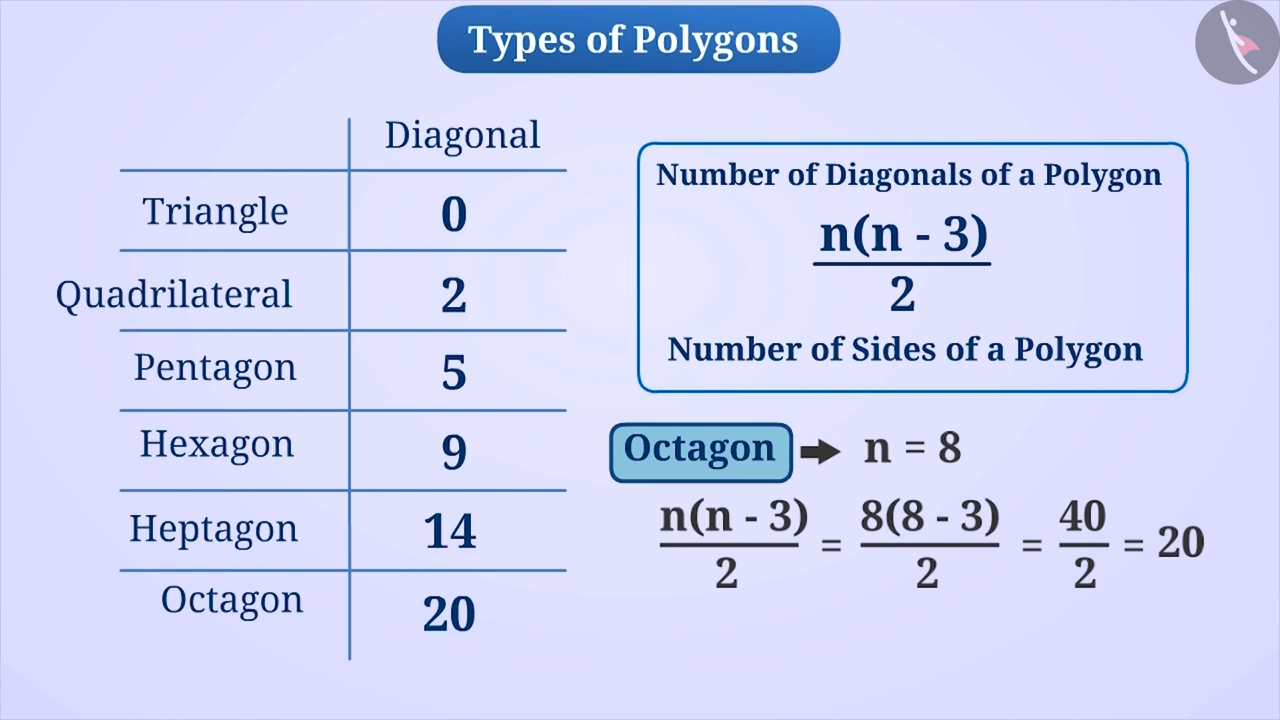 Types of Polygons
Diagonal
Triangle 0
Quadrilateral 2
Pentagon 5
Hexagon 9
Heptagon 14
Octagon 20
Number of Diagonals of a Polygon
n(n - 3)
2
Number of Sides of a Polygon
Octagon → n = 8
n(n - 3)/2 = 8(8 - 3)/2 = 40/2 = 20